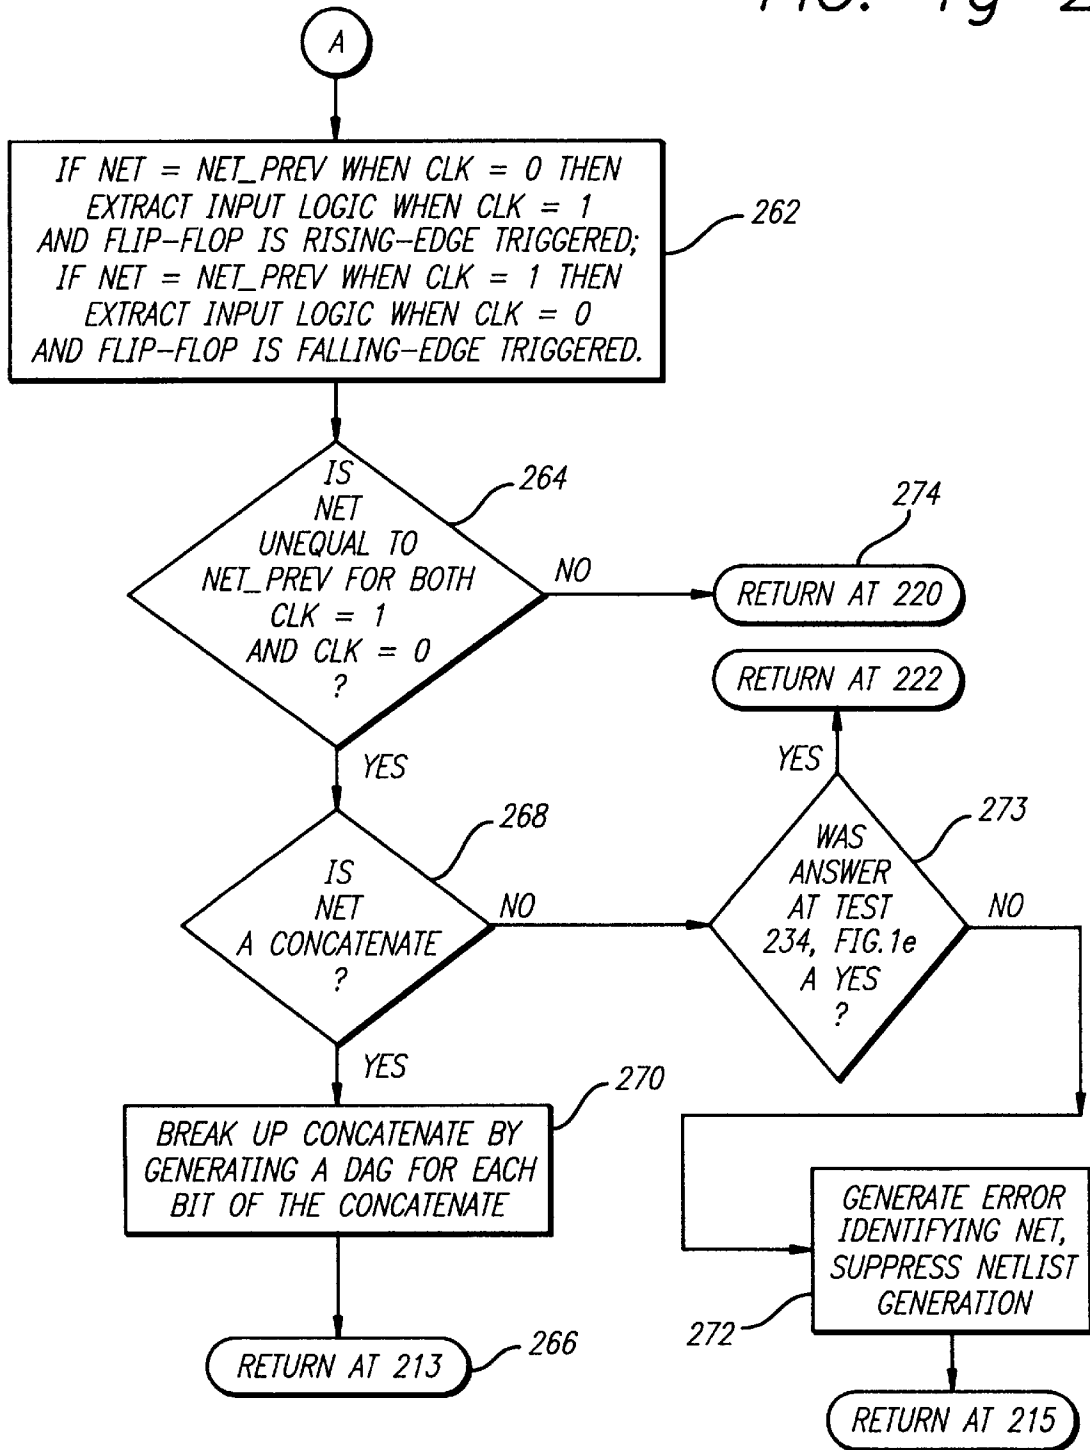 FIG. 1g-2
A
IF NET = NET_PREV WHEN CLK = 0 THEN
EXTRACT INPUT LOGIC WHEN CLK = 1
AND FLIP-FLOP IS RISING-EDGE TRIGGERED;
IF NET = NET_PREV WHEN CLK = 1 THEN
EXTRACT INPUT LOGIC WHEN CLK = 0
AND FLIP-FLOP IS FALLING-EDGE TRIGGERED.
262
IS
NET
UNEQUAL TO
NET_PREV FOR BOTH
CLK = 1
AND CLK = 0
?
264
NO
274
RETURN AT 220
RETURN AT 222
YES
YES
IS
NET
A CONCATENATE
?
268
NO
WAS
ANSWER
AT TEST
234, FIG.1e
A YES
?
273
NO
YES
BREAK UP CONCATENATE BY
GENERATING A DAG FOR EACH
BIT OF THE CONCATENATE
270
GENERATE ERROR
IDENTIFYING NET,
SUPPRESS NETLIST
GENERATION
272
RETURN AT 213
266
RETURN AT 215